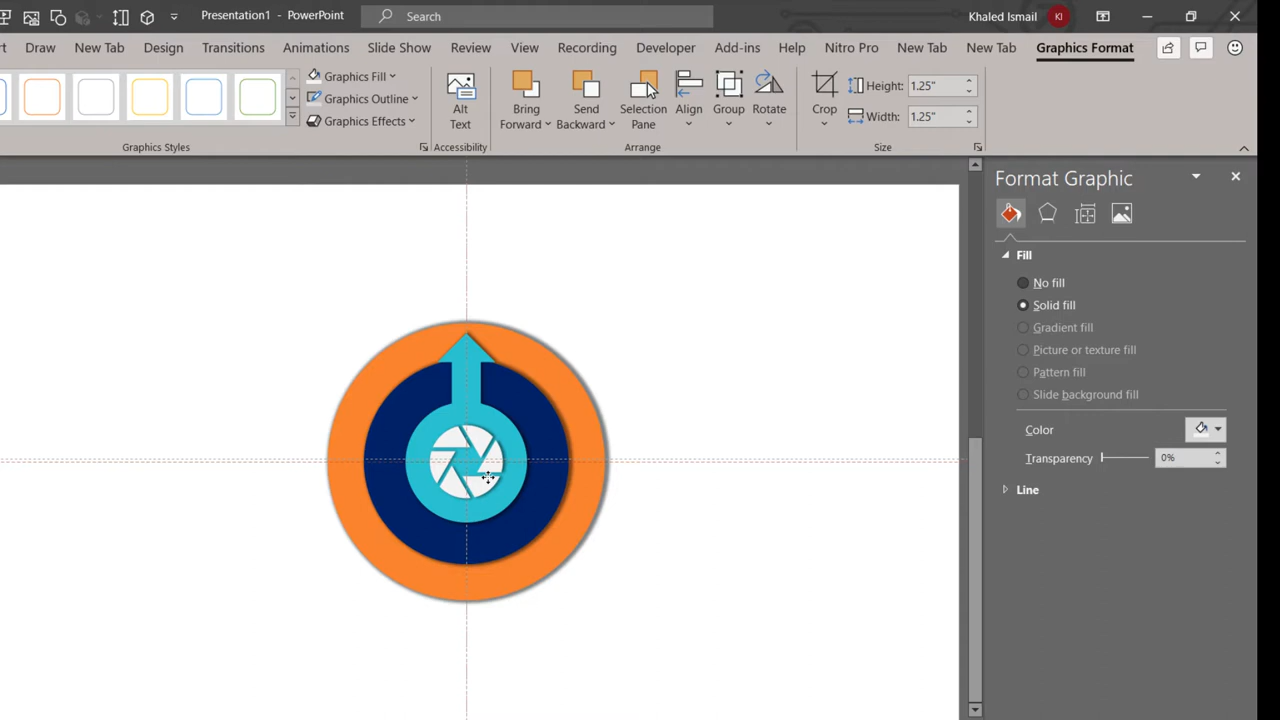 Presentation1 - PowerPoint
Search
Khaled Ismail
KI
Draw New Tab Design Transitions Animations Slide Show Review View Recording Developer Add-ins Help Nitro Pro New Tab New Tab Graphics Format
Graphics Fill
Graphics Outline
Graphics Effects
Graphics Styles
Alt
Text
Accessibility
Bring
Forward
Send
Backward
Selection
Pane
Align
Group
Rotate
Arrange
Crop
Height: 1.25"
Width: 1.25"
Size
Format Graphic
Fill
No fill
Solid fill
Gradient fill
Picture or texture fill
Pattern fill
Slide background fill
Color
Transparency 0%
Line